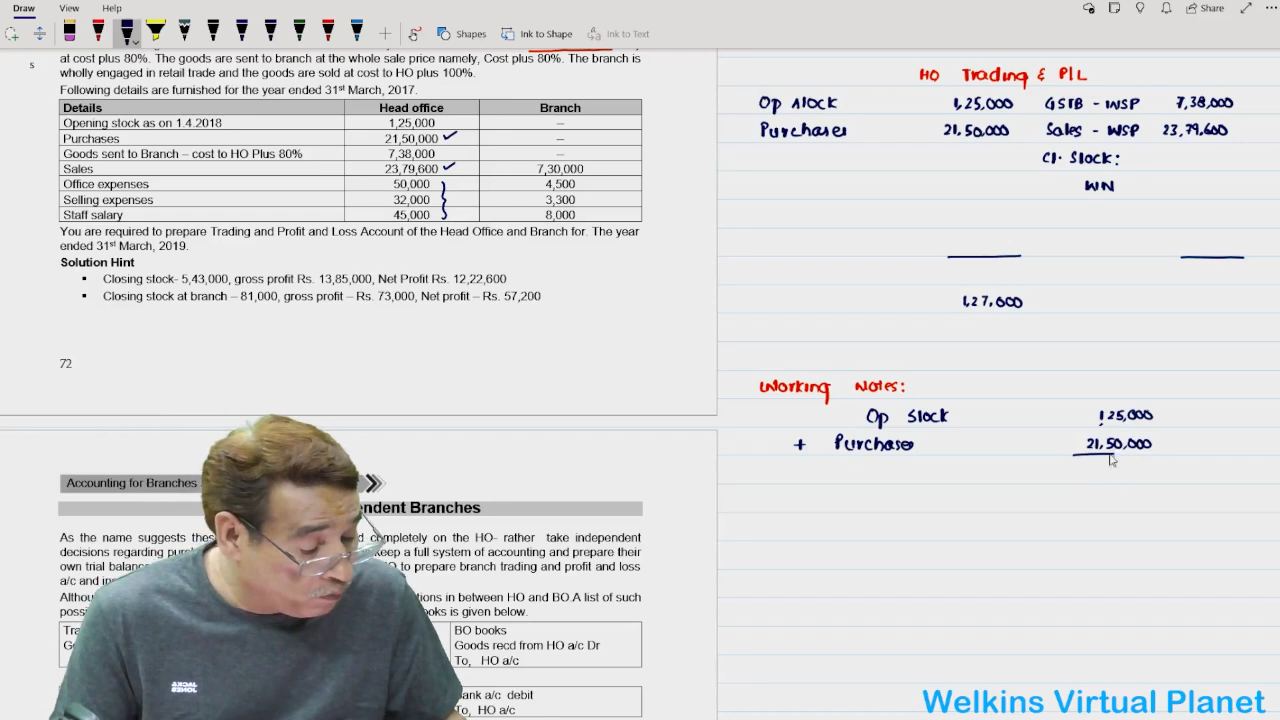 Draw View Help
Shapes Ink to Shape Ink to Text Share
at cost plus 80%. The goods are sent to branch at the whole sale price namely, Cost plus 80%. The branch is
s wholly engaged in retail trade and the goods are sold at cost to HO plus 100%.
Following details are furnished for the year ended 31st March, 2017.
Details Head office Branch
Opening stock as on 1.4.2018 1,25,000 –
Purchases 21,50,000 –
Goods sent to Branch – cost to HO Plus 80% 7,38,000 –
Sales 23,79,600 7,30,000
Office expenses 50,000 4,500
Selling expenses 32,000 3,300
Staff salary 45,000 8,000
You are required to prepare Trading and Profit and Loss Account of the Head Office and Branch for. The year
ended 31st March, 2019.
Solution Hint
Closing stock- 5,43,000, gross profit Rs. 13,85,000, Net Profit Rs. 12,22,600
Closing stock at branch – 81,000, gross profit – Rs. 73,000, Net profit – Rs. 57,200
72
Accounting for Branches
endent Branches
As the name suggests these d completely on the HO- rather take independent
decisions regarding keep a full system of accounting and prepare their
own trial balanc HO to prepare branch trading and profit and loss
a/c and
Althou tions in between HO and BO.A list of such
possi ooks is given below.
Tra BO books
Go Goods recd from HO a/c Dr
To, HO a/c
ank a/c debit
To, HO a/c
HO Trading & P/L
Op Stock 1,25,000 GSTB - WSP 7,38,000
Purchases 21,50,000 Sales - WSP 23,79,600
Cl. Stock:
WN
1,27,000
Working Notes:
Op Stock 1,25,000
+ Purchases 21,50,000
JACK &
JONES
Welkins Virtual Planet